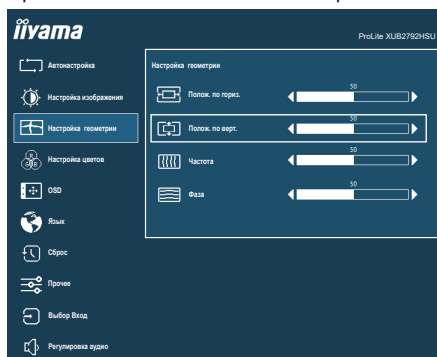 iiyama
ProLite XUB2792HSU
Автонастройка
Настройка изображения
Настройка геометрии
Настройка цветов
R
G B
OSD
Язык
Сброс
Прочее
Выбор Вход
Регулировка аудио
Настройка геометрии
Полож. по гориз.
50
Полож. по верт.
50
Частота
50
Фаза
50